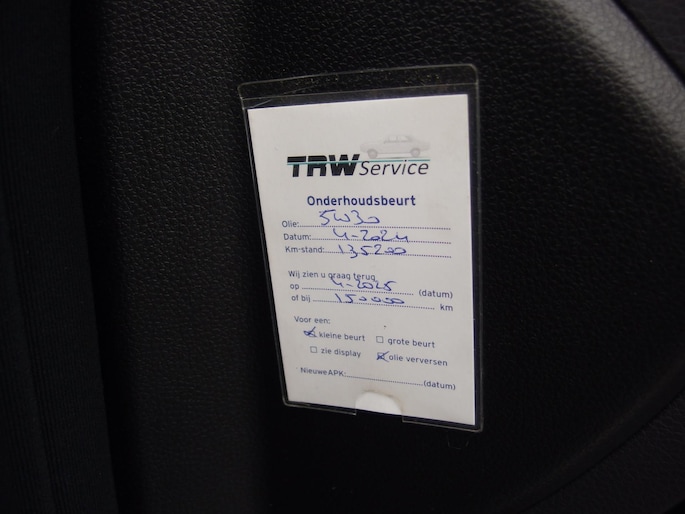 TRW Service
Onderhoudsbeurt
Olie: 5W30
Datum: 4-2024
Km-stand: 135200
Wij zien u graag terug
op 4-2025 (datum)
of bij 150000 km
Voor een:
kleine beurt grote beurt
zie display olie verversen
Nieuwe APK: (datum)